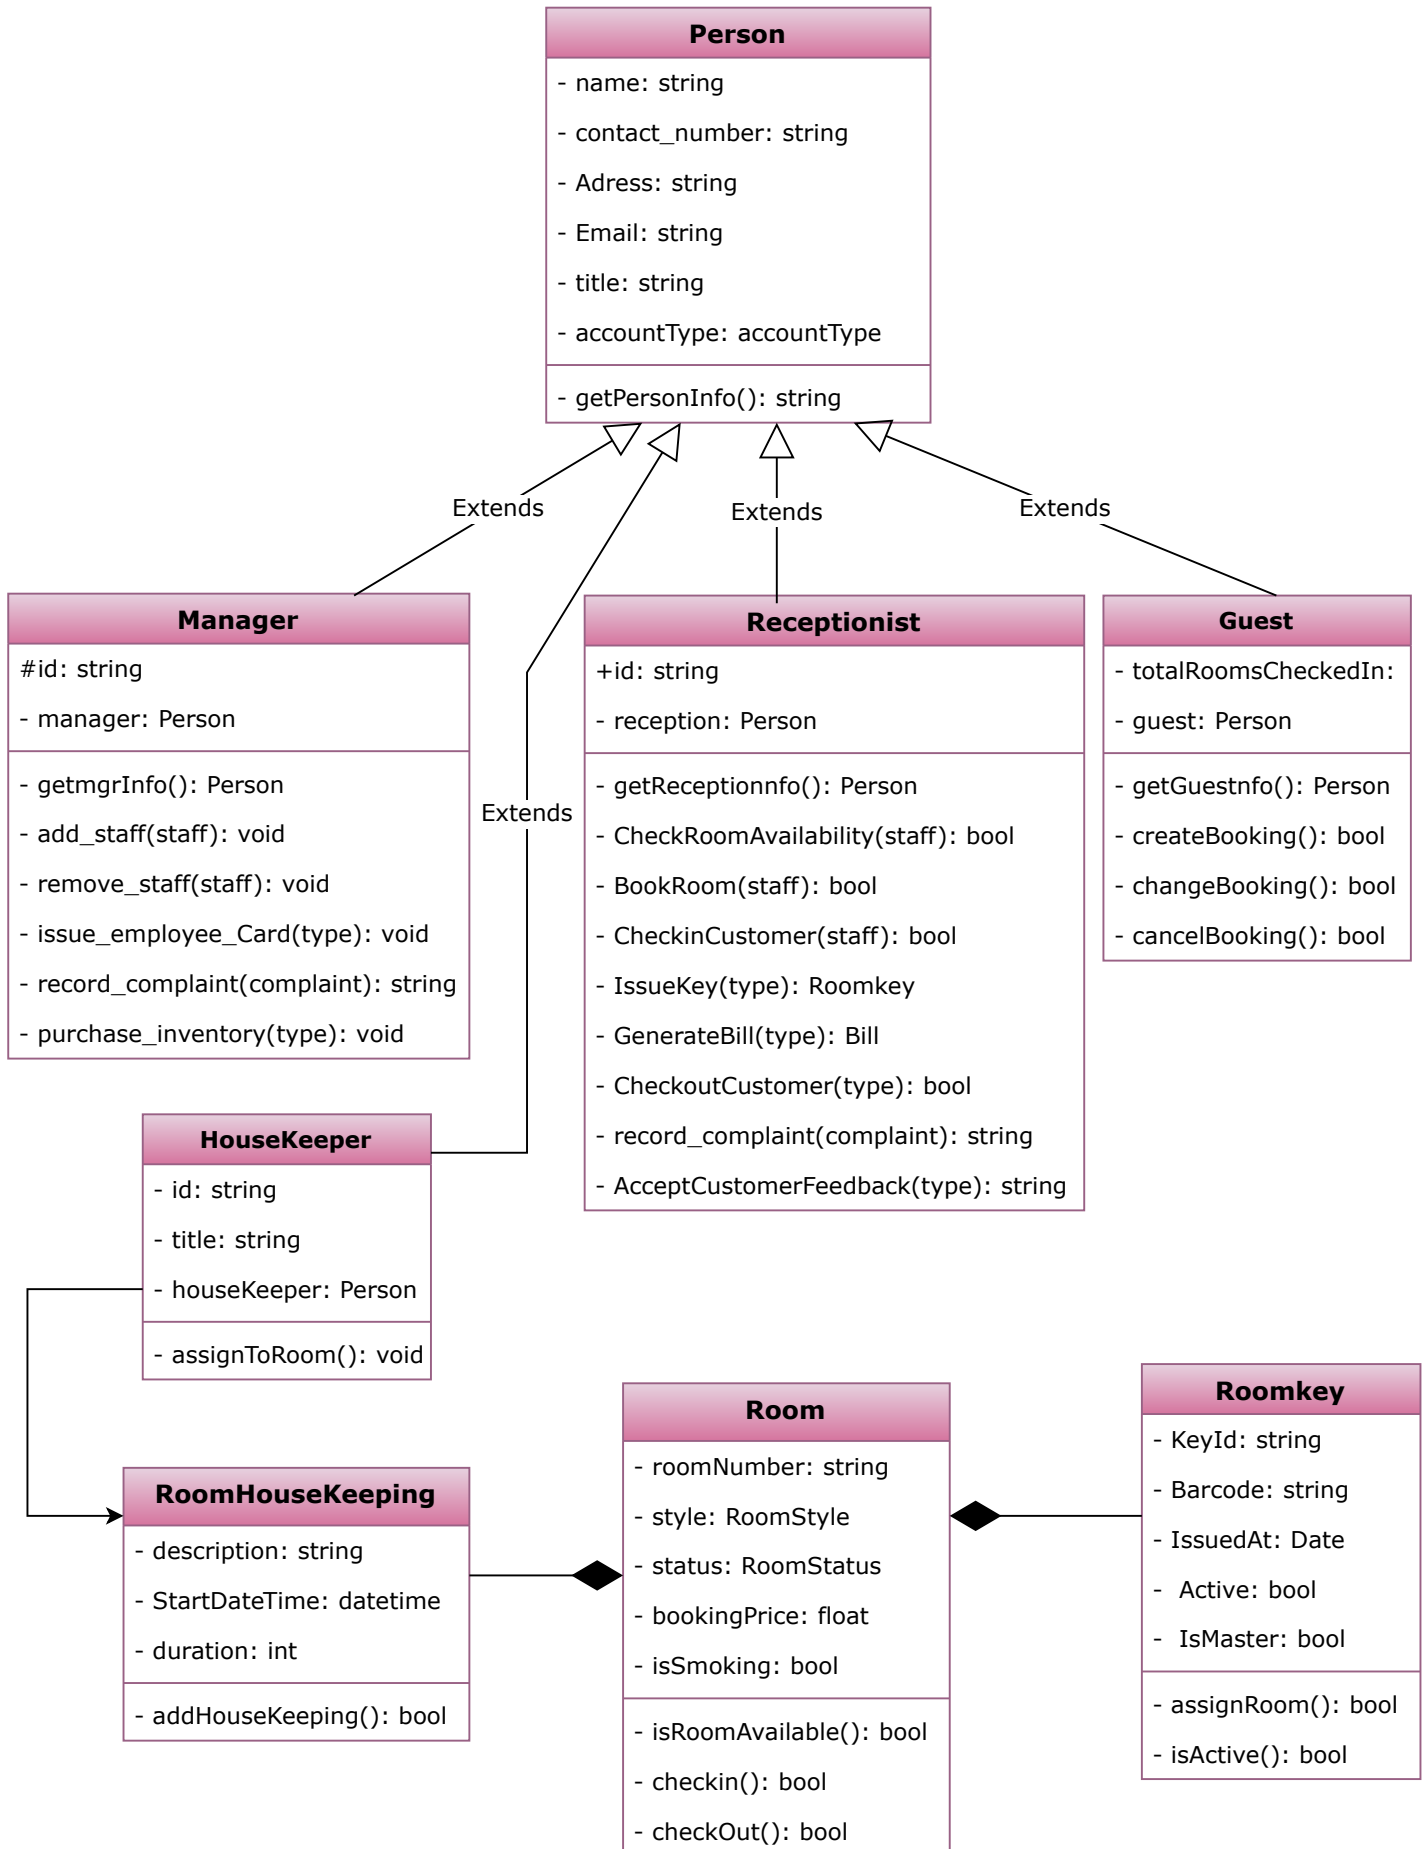 Person
- name: string
- contact_number: string
- Adress: string
- Email: string
- title: string
- accountType: accountType
- getPersonInfo(): string
Extends
Extends
Extends
Extends
Manager
#id: string
- manager: Person
- getmgrInfo(): Person
- add_staff(staff): void
- remove_staff(staff): void
- issue_employee_Card(type): void
- record_complaint(complaint): string
- purchase_inventory(type): void
Receptionist
+id: string
- reception: Person
- getReceptionnfo(): Person
- CheckRoomAvailability(staff): bool
- BookRoom(staff): bool
- CheckinCustomer(staff): bool
- IssueKey(type): Roomkey
- GenerateBill(type): Bill
- CheckoutCustomer(type): bool
- record_complaint(complaint): string
- AcceptCustomerFeedback(type): string
Guest
- totalRoomsCheckedIn:
- guest: Person
- getGuestnfo(): Person
- createBooking(): bool
- changeBooking(): bool
- cancelBooking(): bool
HouseKeeper
- id: string
- title: string
- houseKeeper: Person
- assignToRoom(): void
RoomHouseKeeping
- description: string
- StartDateTime: datetime
- duration: int
- addHouseKeeping(): bool
Room
- roomNumber: string
- style: RoomStyle
- status: RoomStatus
- bookingPrice: float
- isSmoking: bool
- isRoomAvailable(): bool
- checkin(): bool
- checkOut(): bool
Roomkey
- KeyId: string
- Barcode: string
- IssuedAt: Date
- Active: bool
- IsMaster: bool
- assignRoom(): bool
- isActive(): bool